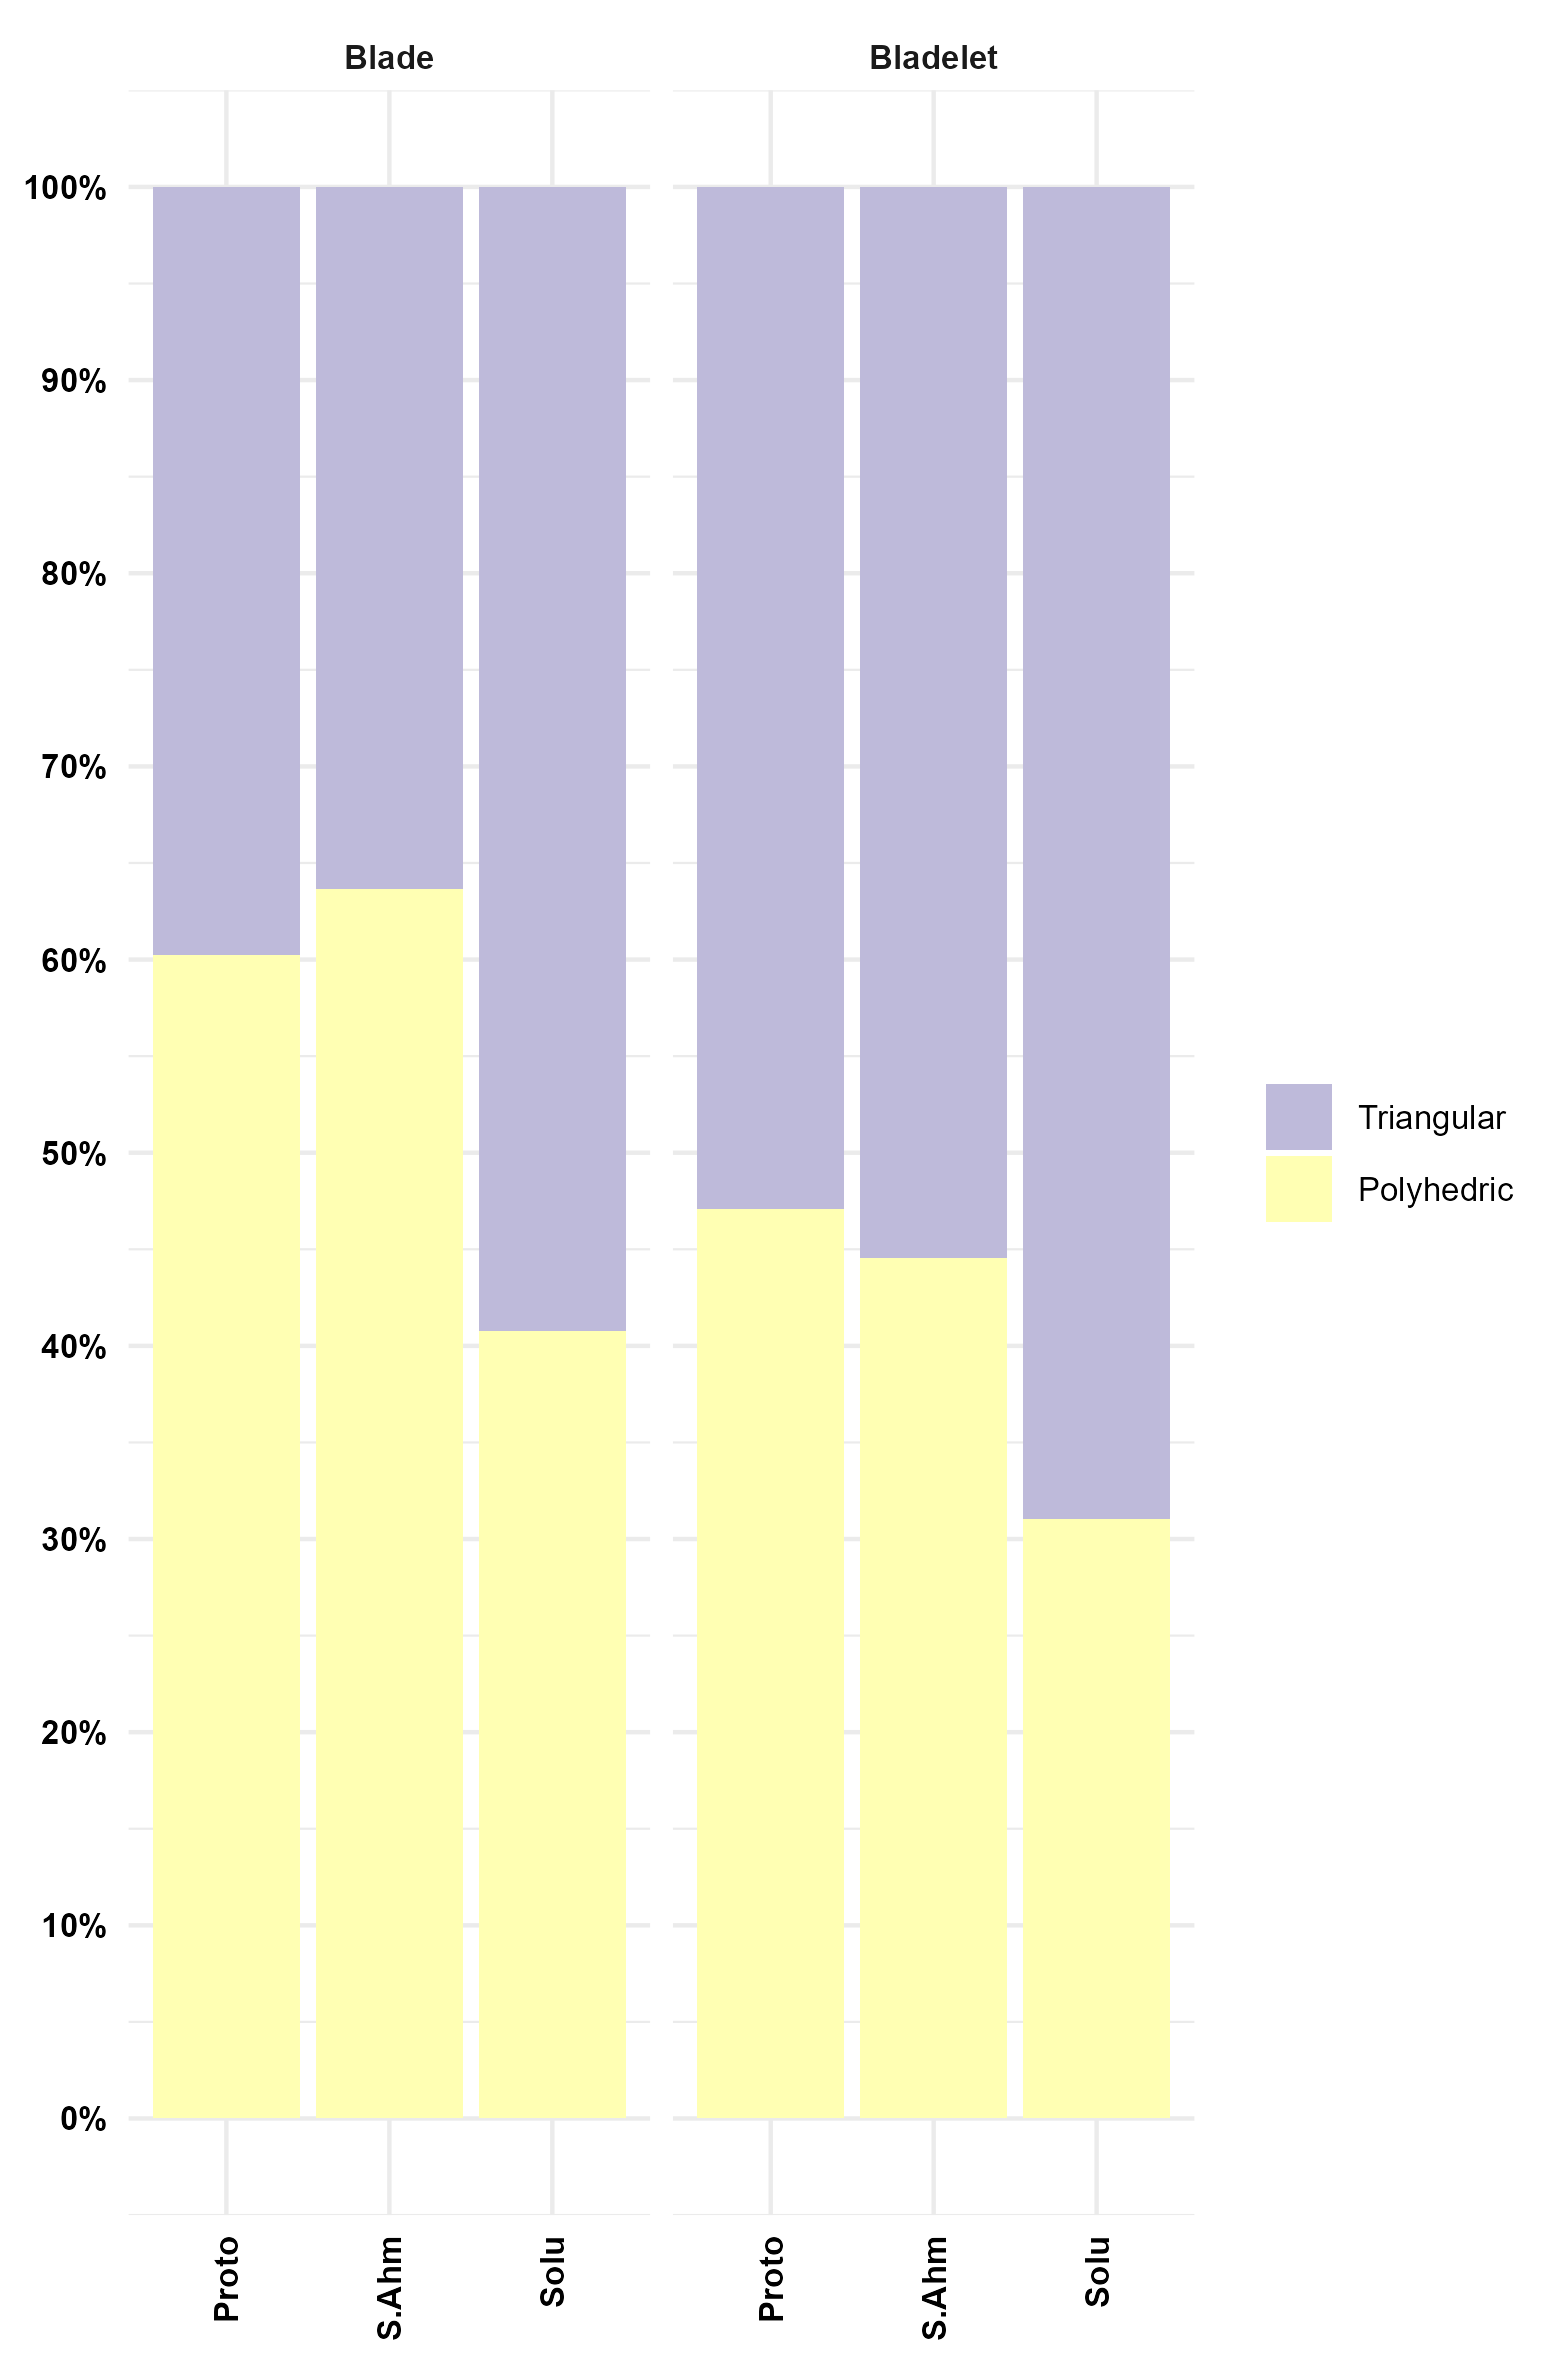 Blade
Bladelet
100%
90%
80%
70%
60%
50%
40%
30%
20%
10%
0%
Proto
S.Ahm
Solu
Proto
S.Ahm
Solu
Triangular
Polyhedric